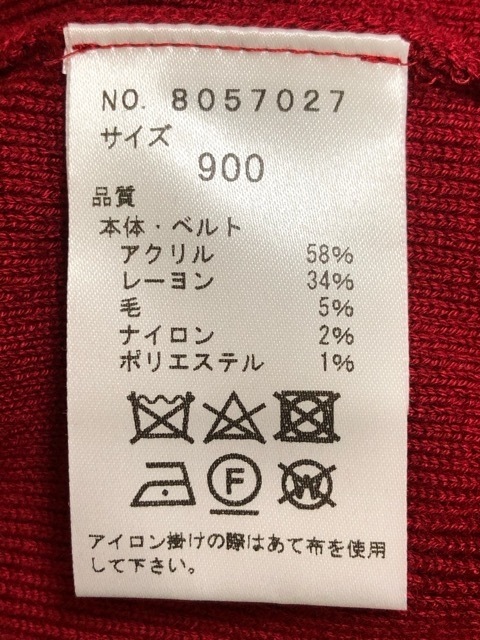 NO. 8057027
サイズ
900
品質
本体・ベルト
アクリル 58%
レーヨン 34%
毛 5%
ナイロン 2%
ポリエステル 1%
F W
アイロン掛けの際はあて布を使用
して下さい。